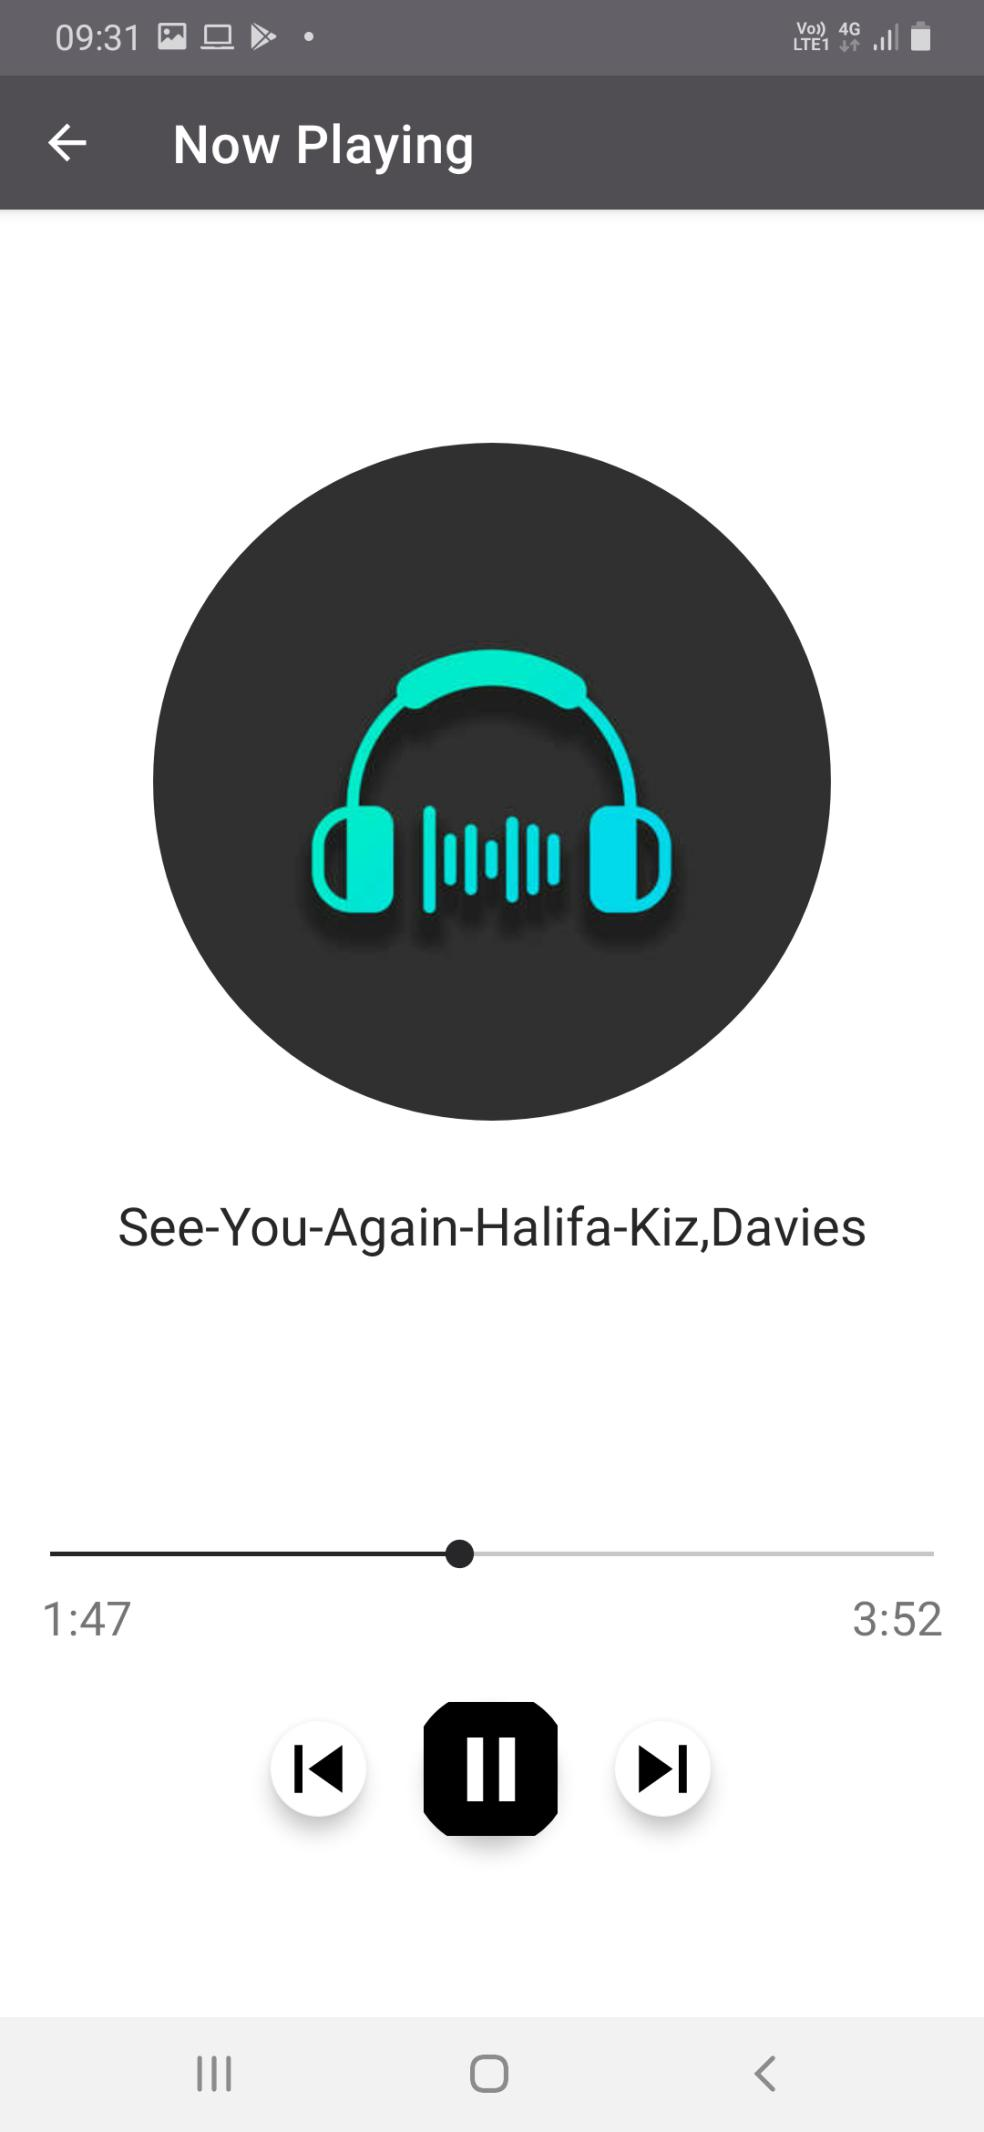 09:31
Vo)) 4G
LTE1
Now Playing
See-You-Again-Halifa-Kiz,Davies
1:47
3:52